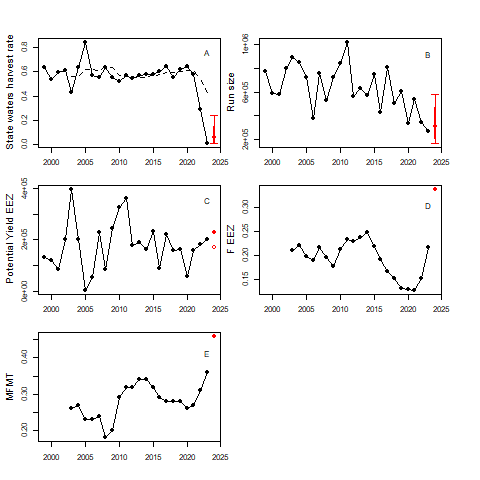 A
State waters harvest rate
0.0 0.2 0.4 0.6 0.8
2000 2005 2010 2015 2020 2025
B
Run size
2e+05 6e+05 1e+06
2000 2005 2010 2015 2020 2025
C
Potential Yield EEZ
0e+00 2e+05 4e+05
2000 2005 2010 2015 2020 2025
D
F EEZ
0.15 0.20 0.25 0.30
2000 2005 2010 2015 2020 2025
E
MFMT
0.20 0.30 0.40
2000 2005 2010 2015 2020 2025